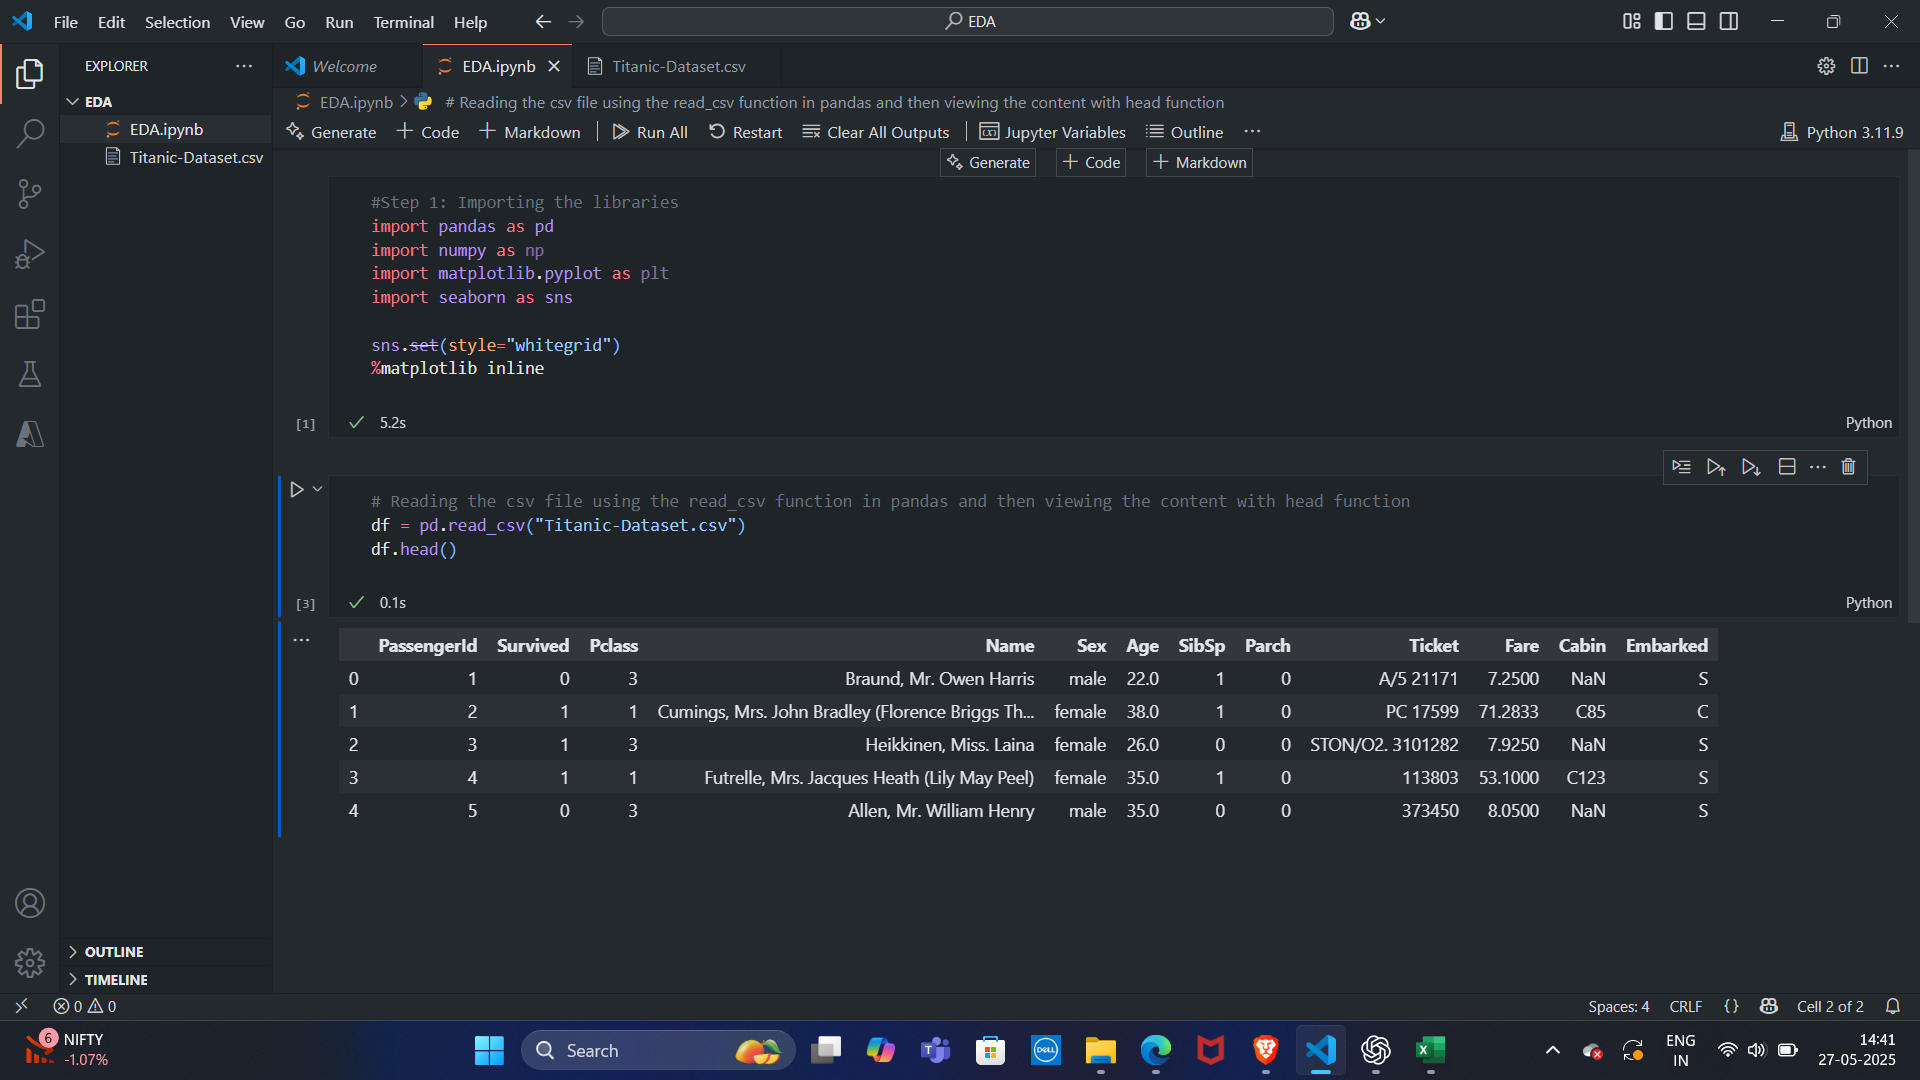 File Edit Selection View Go Run Terminal Help
EDA
EXPLORER
Welcome
EDA.ipynb
Titanic-Dataset.csv
EDA
EDA.ipynb
Titanic-Dataset.csv
EDA.ipynb > # Reading the csv file using the read_csv function in pandas and then viewing the content with head function
Generate + Code + Markdown Run All Restart Clear All Outputs Jupyter Variables Outline ... Python 3.11.9
Generate + Code + Markdown
#Step 1: Importing the libraries
import pandas as pd
import numpy as np
import matplotlib.pyplot as plt
import seaborn as sns
sns.set(style="whitegrid")
%matplotlib inline
[1] 5.2s Python
# Reading the csv file using the read_csv function in pandas and then viewing the content with head function
df = pd.read_csv("Titanic-Dataset.csv")
df.head()
[3] 0.1s Python
PassengerId Survived Pclass Name Sex Age SibSp Parch Ticket Fare Cabin Embarked
0 1 0 3 Braund, Mr. Owen Harris male 22.0 1 0 A/5 21171 7.2500 NaN S
1 2 1 1 Cumings, Mrs. John Bradley (Florence Briggs Th... female 38.0 1 0 PC 17599 71.2833 C85 C
2 3 1 3 Heikkinen, Miss. Laina female 26.0 0 0 STON/O2. 3101282 7.9250 NaN S
3 4 1 1 Futrelle, Mrs. Jacques Heath (Lily May Peel) female 35.0 1 0 113803 53.1000 C123 S
4 5 0 3 Allen, Mr. William Henry male 35.0 0 0 373450 8.0500 NaN S
OUTLINE
TIMELINE
0 0 Spaces: 4 CRLF {} Cell 2 of 2
6 NIFTY
-1.07%
Search
DELL
ENG
IN
14:41
27-05-2025